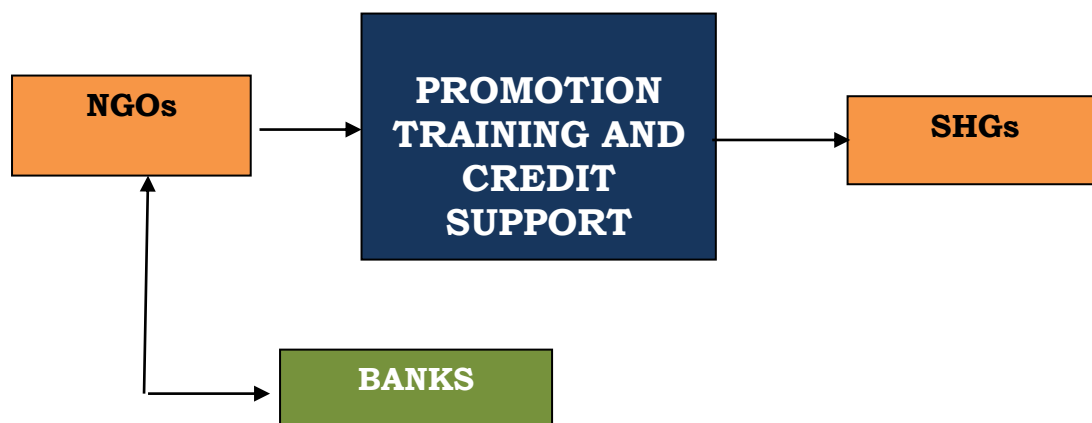 NGOs
PROMOTION
TRAINING AND
CREDIT
SUPPORT
SHGs
BANKS